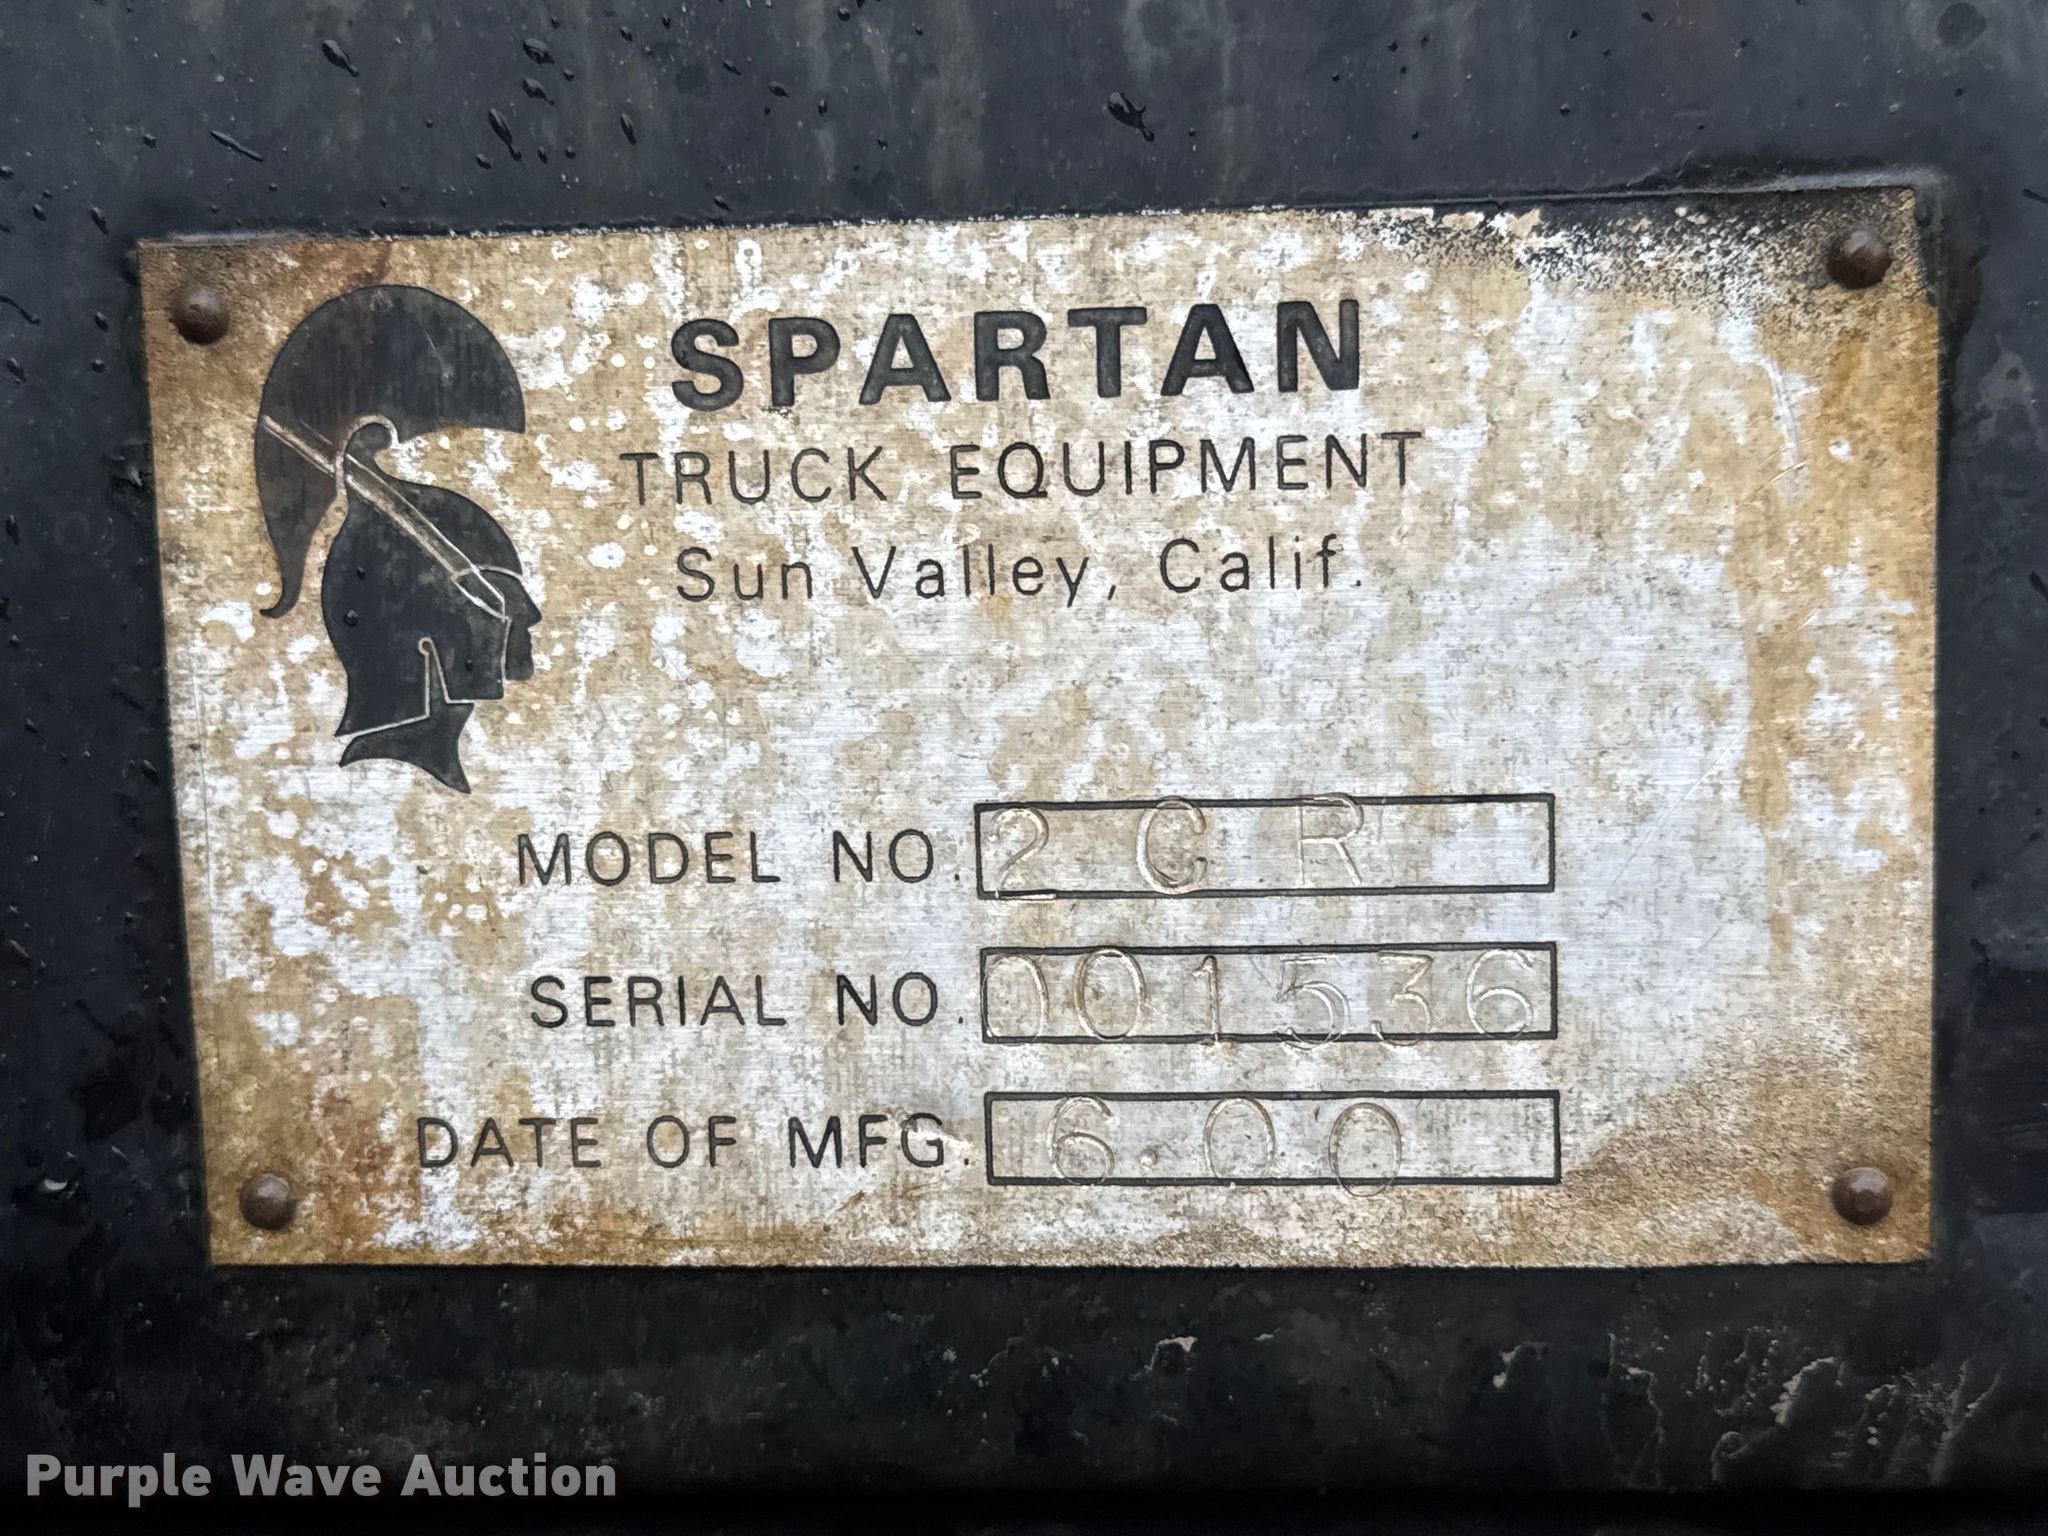 SPARTAN
TRUCK EQUIPMENT
Sun Valley, Calif.
MODEL NO. 2CR
SERIAL NO. 001536
DATE OF MFG. 6.00
Purple Wave Auction